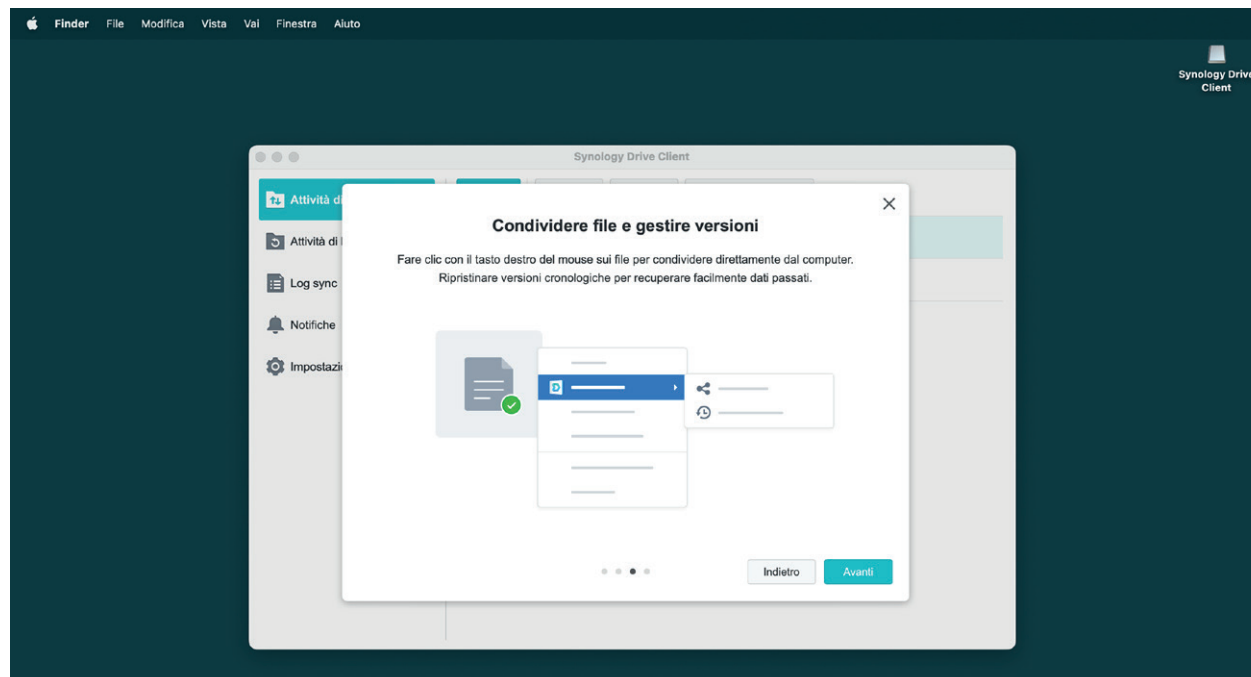 Finder File Modifica Vista Vai Finestra Aiuto
Synology Drive
Client
Synology Drive Client
Attività di
Condividere file e gestire versioni
Attività di
Fare clic con il tasto destro del mouse sui file per condividere direttamente dal computer.
Ripristinare versioni cronologiche per recuperare facilmente dati passati.
Log sync
Notifiche
Impostazi
Indietro Avanti